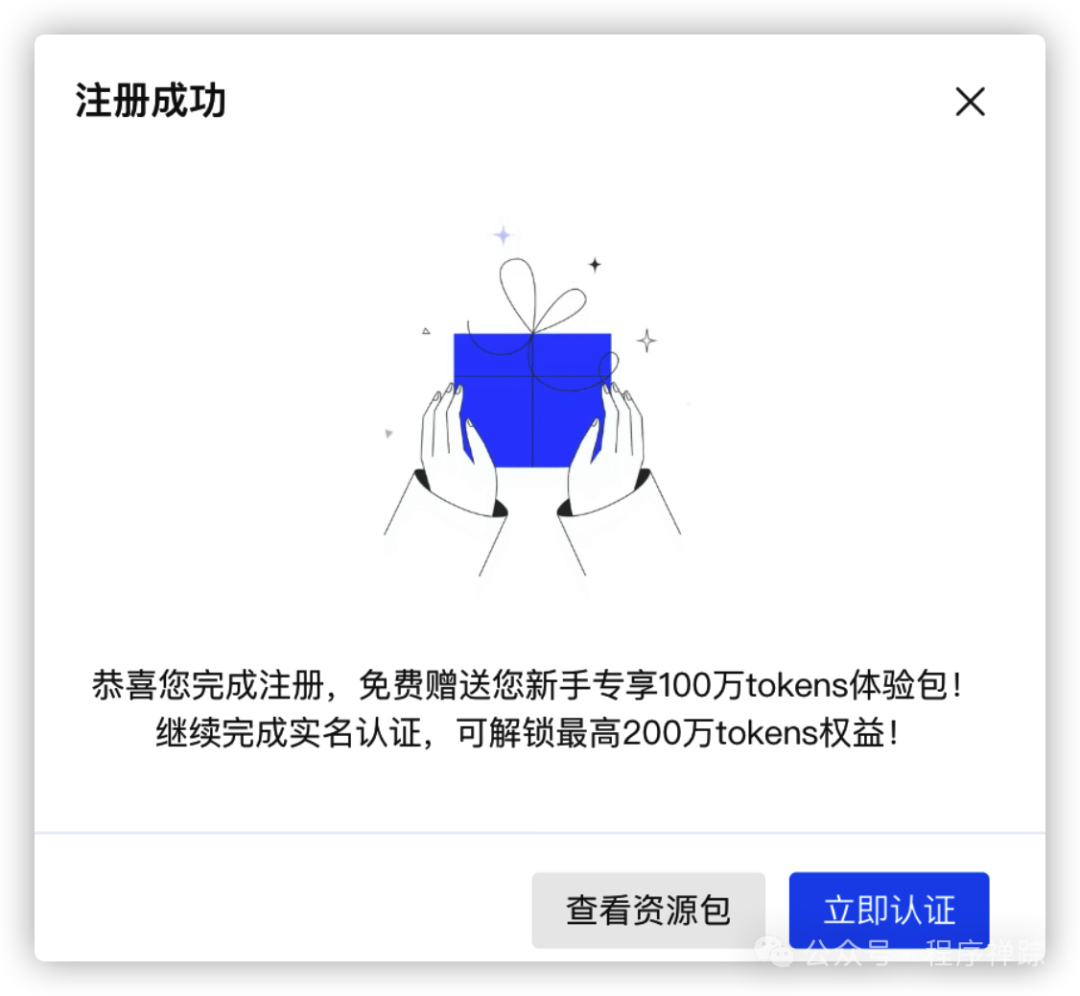 注册成功
恭喜您完成注册，免费赠送您新手专享100万tokens体验包！
继续完成实名认证，可解锁最高200万tokens权益！
查看资源包
立即认证
公众号 · 程序禅踪